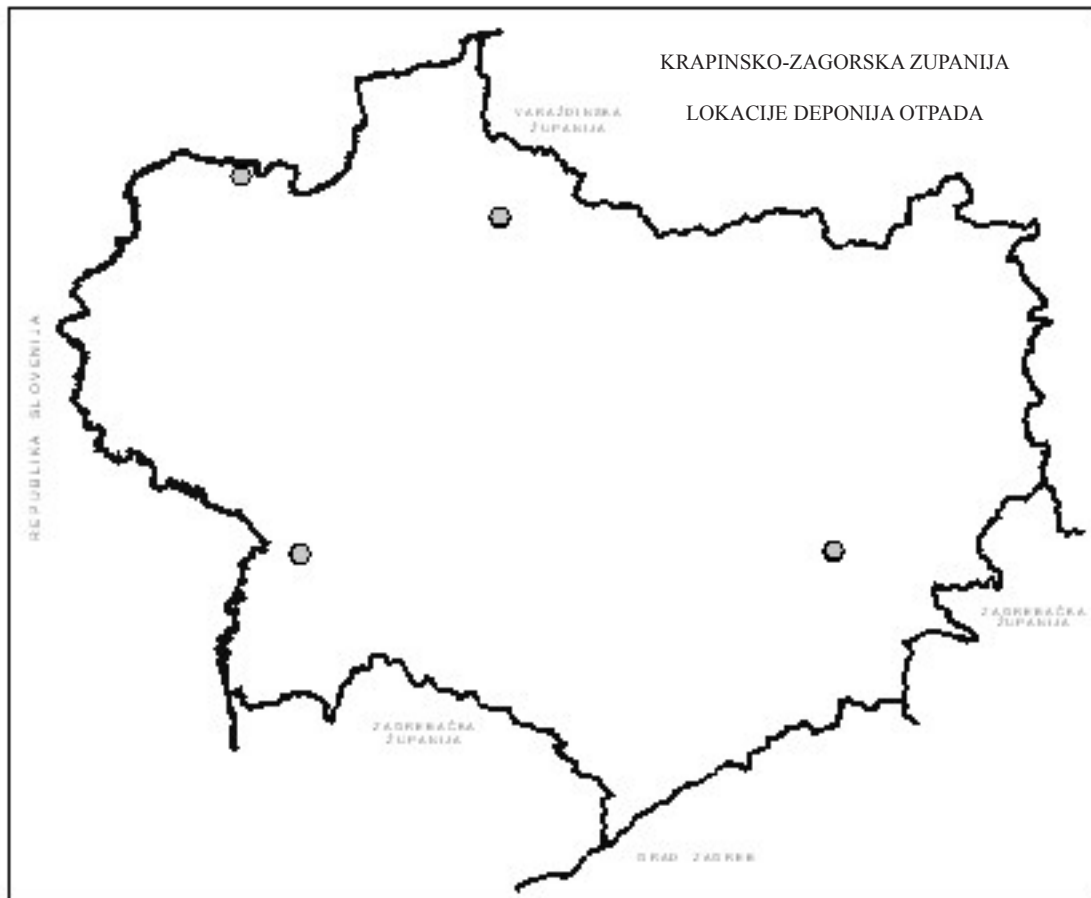 KRAPINSKO-ZAGORSKA ZUPANIJA
LOKACIJE DEPONIJA OTPADA
VARAŽDINSKA
ŽUPANIJA
REPUBLIKA SLOVENIJA
ZAGREBAČKA
ŽUPANIJA
ZAGREBAČKA
ŽUPANIJA
GRAD ZAGREB